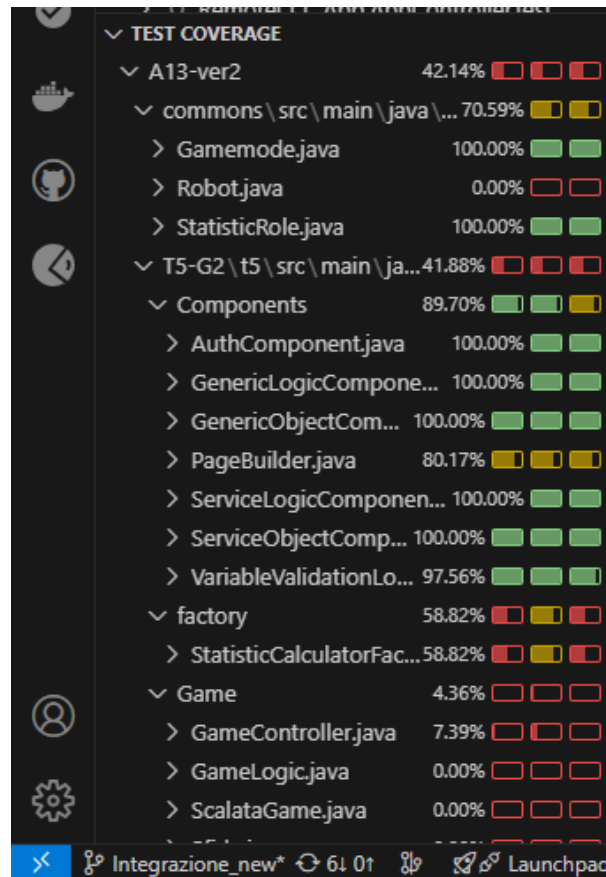 TEST COVERAGE
A13-ver2 42.14%
commons\src\main\java\... 70.59%
Gamemode.java 100.00%
Robot.java 0.00%
StatisticRole.java 100.00%
T5-G2\t5\src\main\ja... 41.88%
Components 89.70%
AuthComponent.java 100.00%
GenericLogicCompone... 100.00%
GenericObjectCom... 100.00%
PageBuilder.java 80.17%
ServiceLogicComponen... 100.00%
ServiceObjectComp... 100.00%
VariableValidationLo... 97.56%
factory 58.82%
StatisticCalculatorFac... 58.82%
Game 4.36%
GameController.java 7.39%
GameLogic.java 0.00%
ScalataGame.java 0.00%
Integrazione_new* 6↓ 0↑ Launchpad